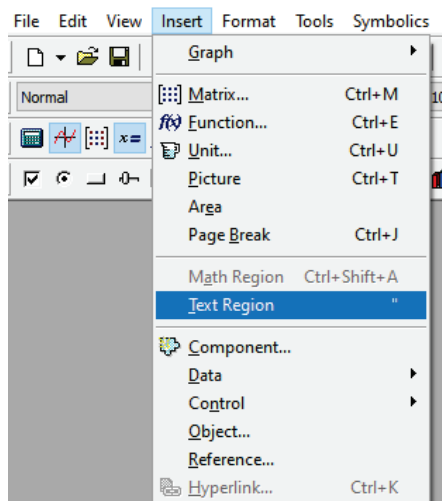 File Edit View Insert Format Tools Symbolics
Graph
Normal
Matrix... Ctrl+M
f(x) Function... Ctrl+E
x= Unit... Ctrl+U
Picture Ctrl+T
Area
Page Break Ctrl+J
Math Region Ctrl+Shift+A
Text Region "
Component...
Data
Control
Object...
Reference...
Hyperlink... Ctrl+K